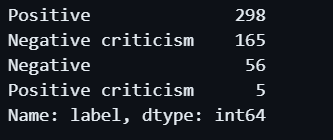 Positive 298
Negative criticism 165
Negative 56
Positive criticism 5
Name: label, dtype: int64